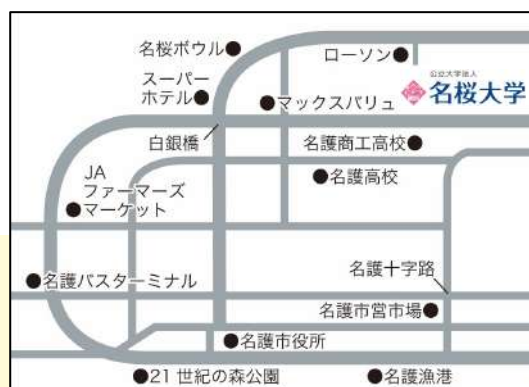 名桜ボウル
ローソン
公立大学法人
名桜大学
スーパー
ホテル
マックスバリュ
白銀橋
名護商工高校
JA
ファーマーズ
マーケット
名護高校
名護バスターミナル
名護十字路
名護市営市場
名護市役所
21世紀の森公園
名護漁港